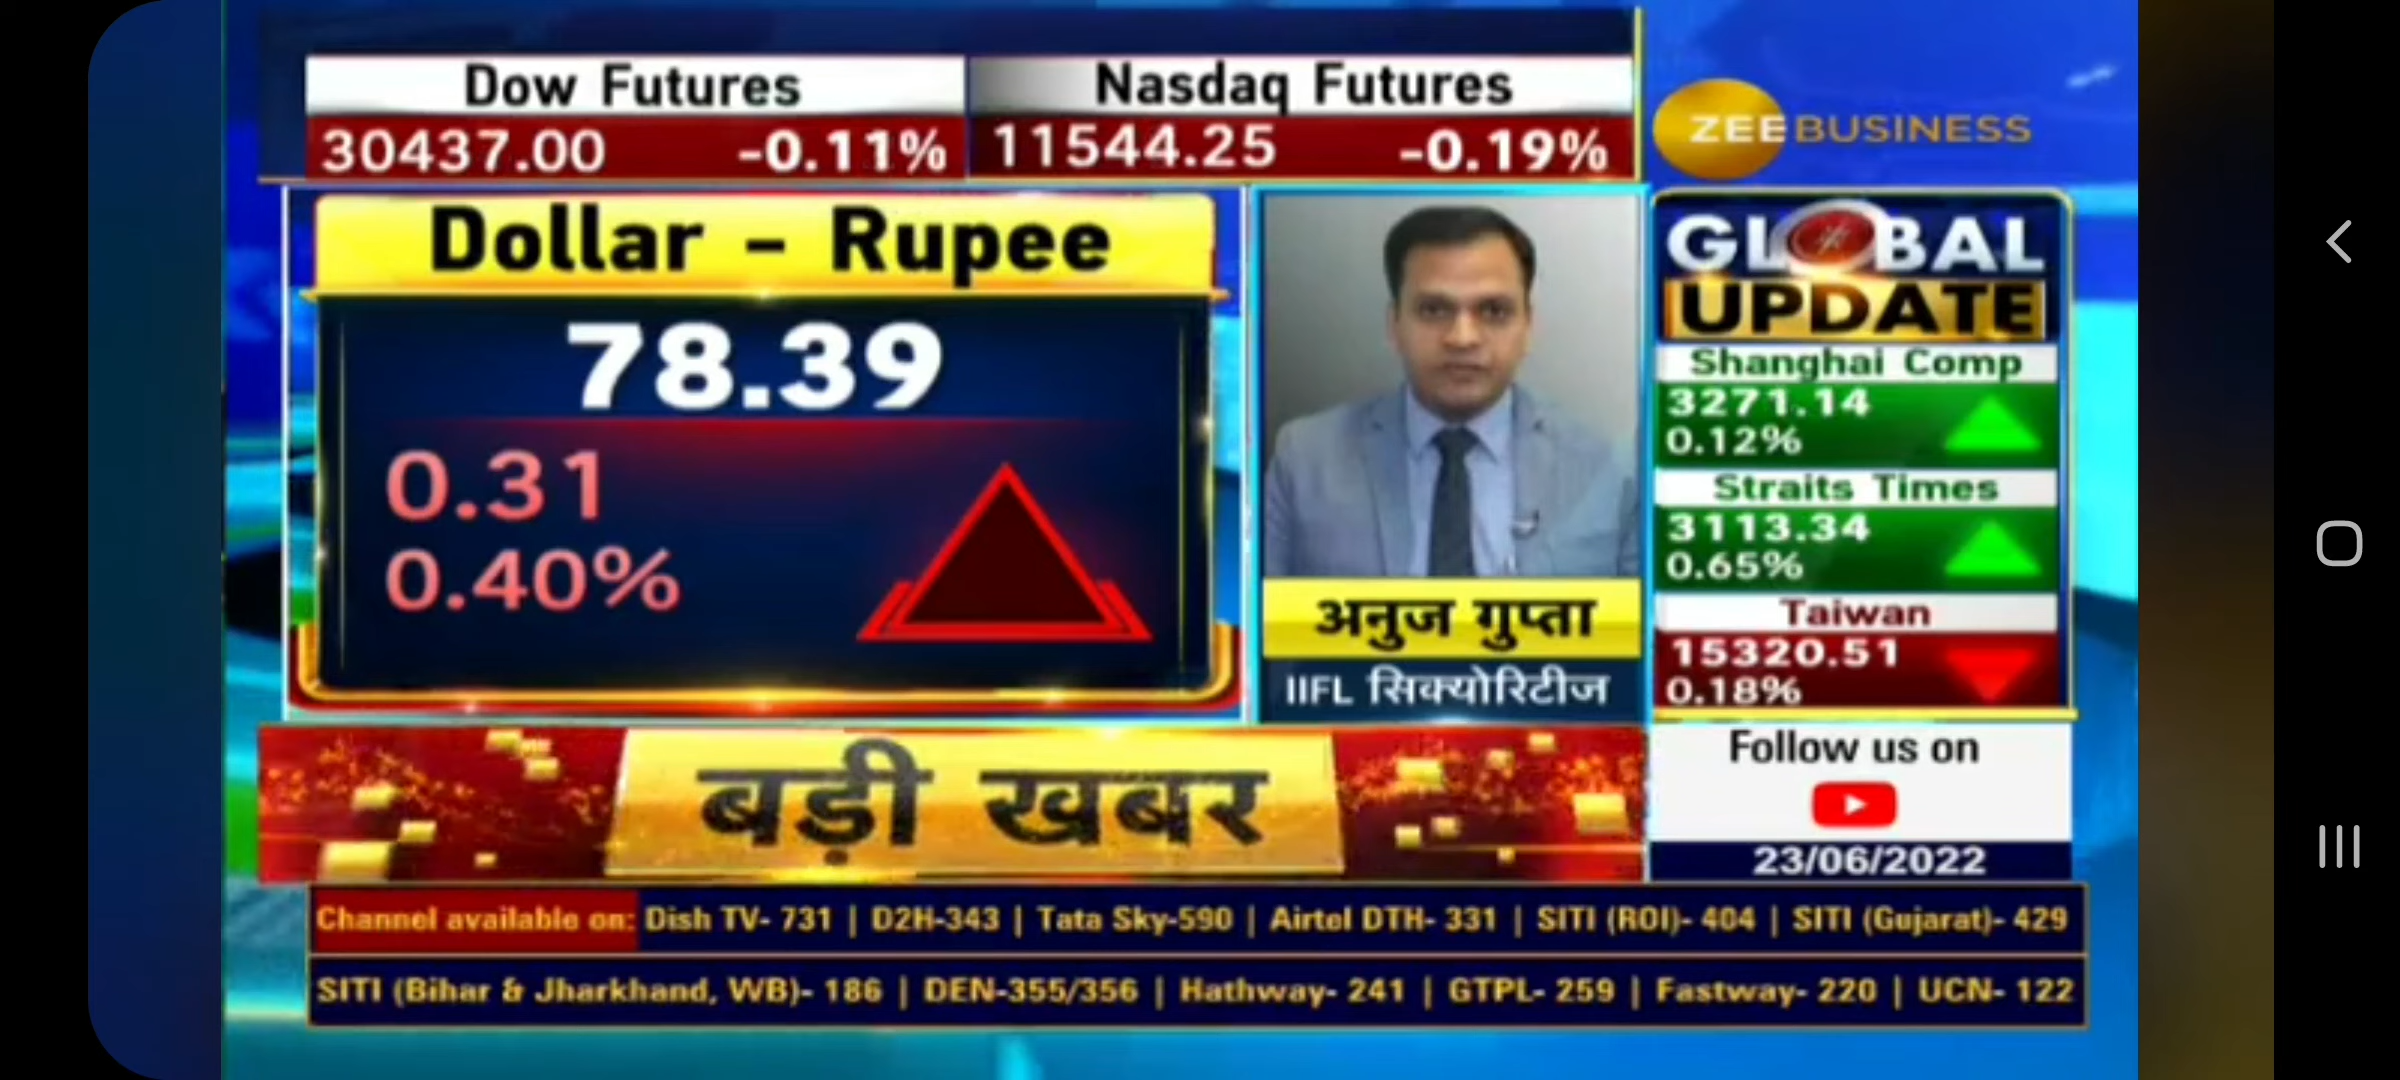 Dow Futures
30437.00 -0.11%
Nasdaq Futures
11544.25 -0.19%
ZEE BUSINESS
Dollar - Rupee
78.39
0.31
0.40%
अनुज गुप्ता
IIFL सिक्योरिटीज
GLOBAL
UPDATE
Shanghai Comp
3271.14
0.12%
Straits Times
3113.34
0.65%
Taiwan
15320.51
0.18%
बड़ी खबर
Follow us on
23/06/2022
Channel available on: Dish TV- 731 | D2H-343 | Tata Sky-590 | Airtel DTH- 331 | SITI (ROI)- 404 | SITI (Gujarat)- 429
SITI (Bihar & Jharkhand, WB)- 186 | DEN-355/356 | Hathway- 241 | GTPL- 259 | Fastway- 220 | UCN- 122